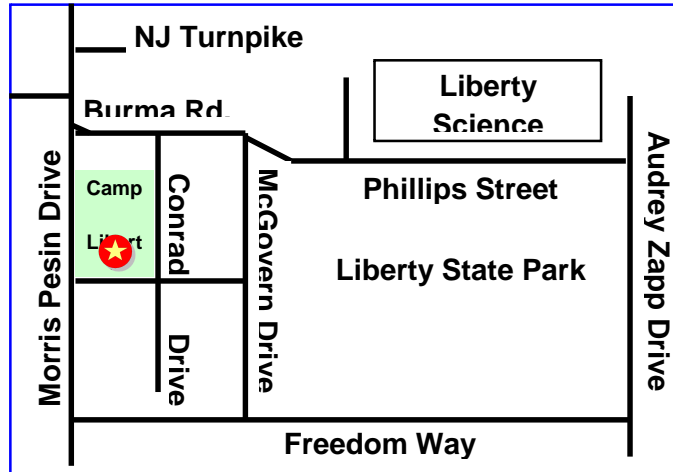 NJ Turnpike
Liberty
Science
Burma Rd.
Camp
Morris Pesin Drive
Conrad
Drive
McGovern Drive
Phillips Street
Liberty State Park
Audrey Zapp Drive
Freedom Way